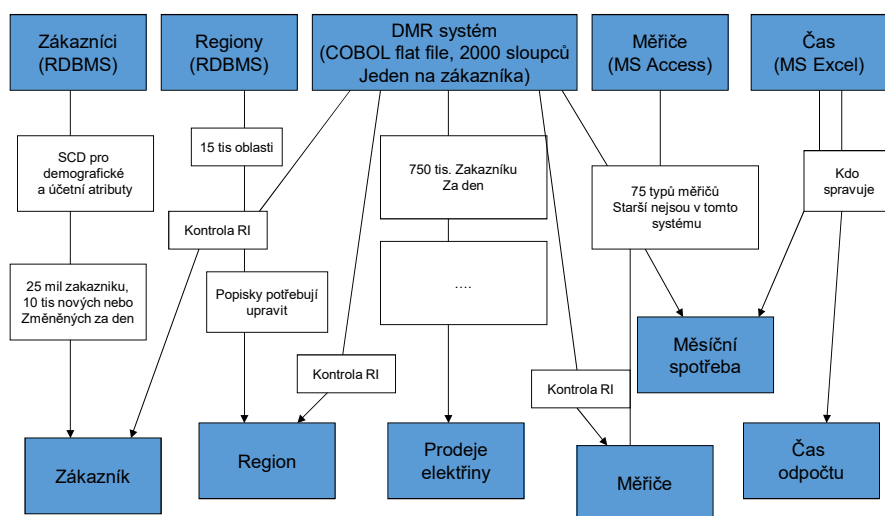 Zákazníci
(RDBMS)
Regiony
(RDBMS)
DMR systém
(COBOL flat file, 2000 sloupců
Jeden na zákazníka)
Měřiče
(MS Access)
Čas
(MS Excel)
SCD pro
demografické
a účetní atributy
15 tis oblasti
750 tis. Zakazníku
Za den
75 typů měřičů
Starší nejsou v tomto
systému
Kdo
spravuje
Kontrola RI
25 mil zakazniku,
10 tis nových nebo
Změněných za den
Popisky potřebují
upravit
....
Měsíční
spotřeba
Kontrola RI
Kontrola RI
Zákazník
Region
Prodeje
elektřiny
Měřiče
Čas
odpočtu